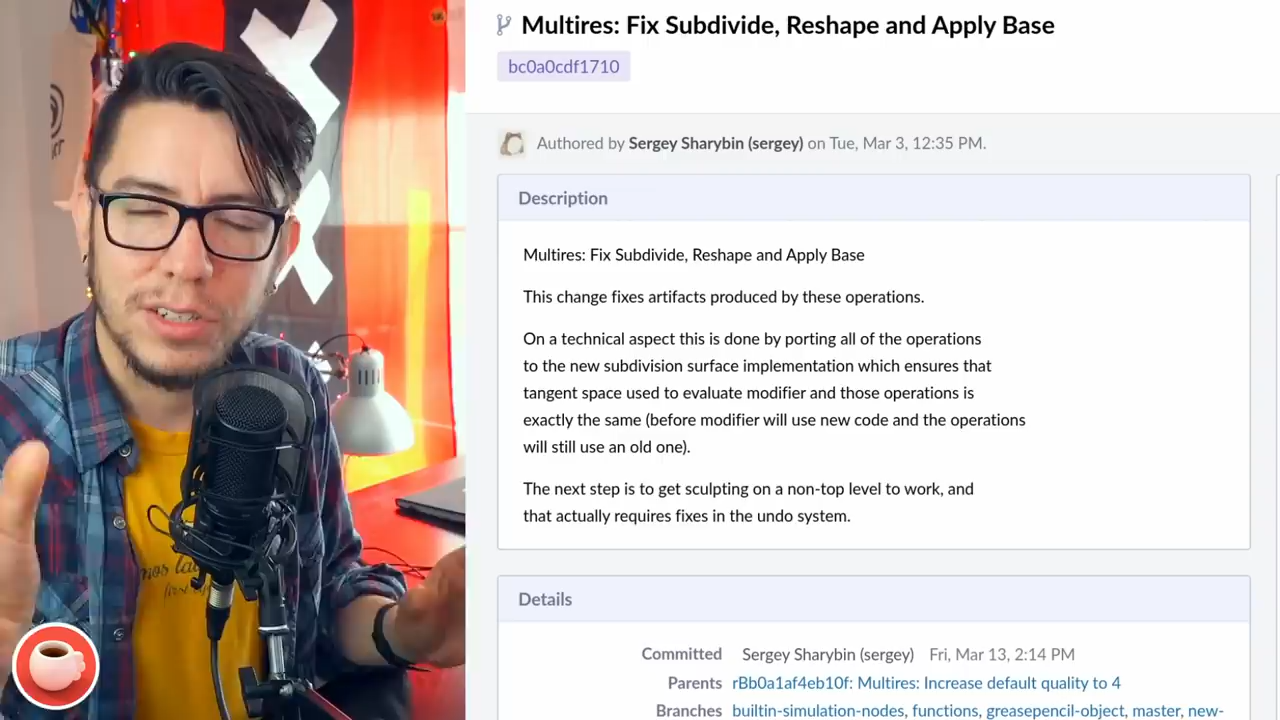 Multires: Fix Subdivide, Reshape and Apply Base
bc0a0cdf1710
Authored by Sergey Sharybin (sergey) on Tue, Mar 3, 12:35 PM.
Description
Multires: Fix Subdivide, Reshape and Apply Base
This change fixes artifacts produced by these operations.
On a technical aspect this is done by porting all of the operations
to the new subdivision surface implementation which ensures that
tangent space used to evaluate modifier and those operations is
exactly the same (before modifier will use new code and the operations
will still use an old one).
The next step is to get sculpting on a non-top level to work, and
that actually requires fixes in the undo system.
Details
Committed Sergey Sharybin (sergey) Fri, Mar 13, 2:14 PM
Parents rBb0a1af4eb10f: Multires: Increase default quality to 4
Branches builtin-simulation-nodes, functions, greasepencil-object, master, new-